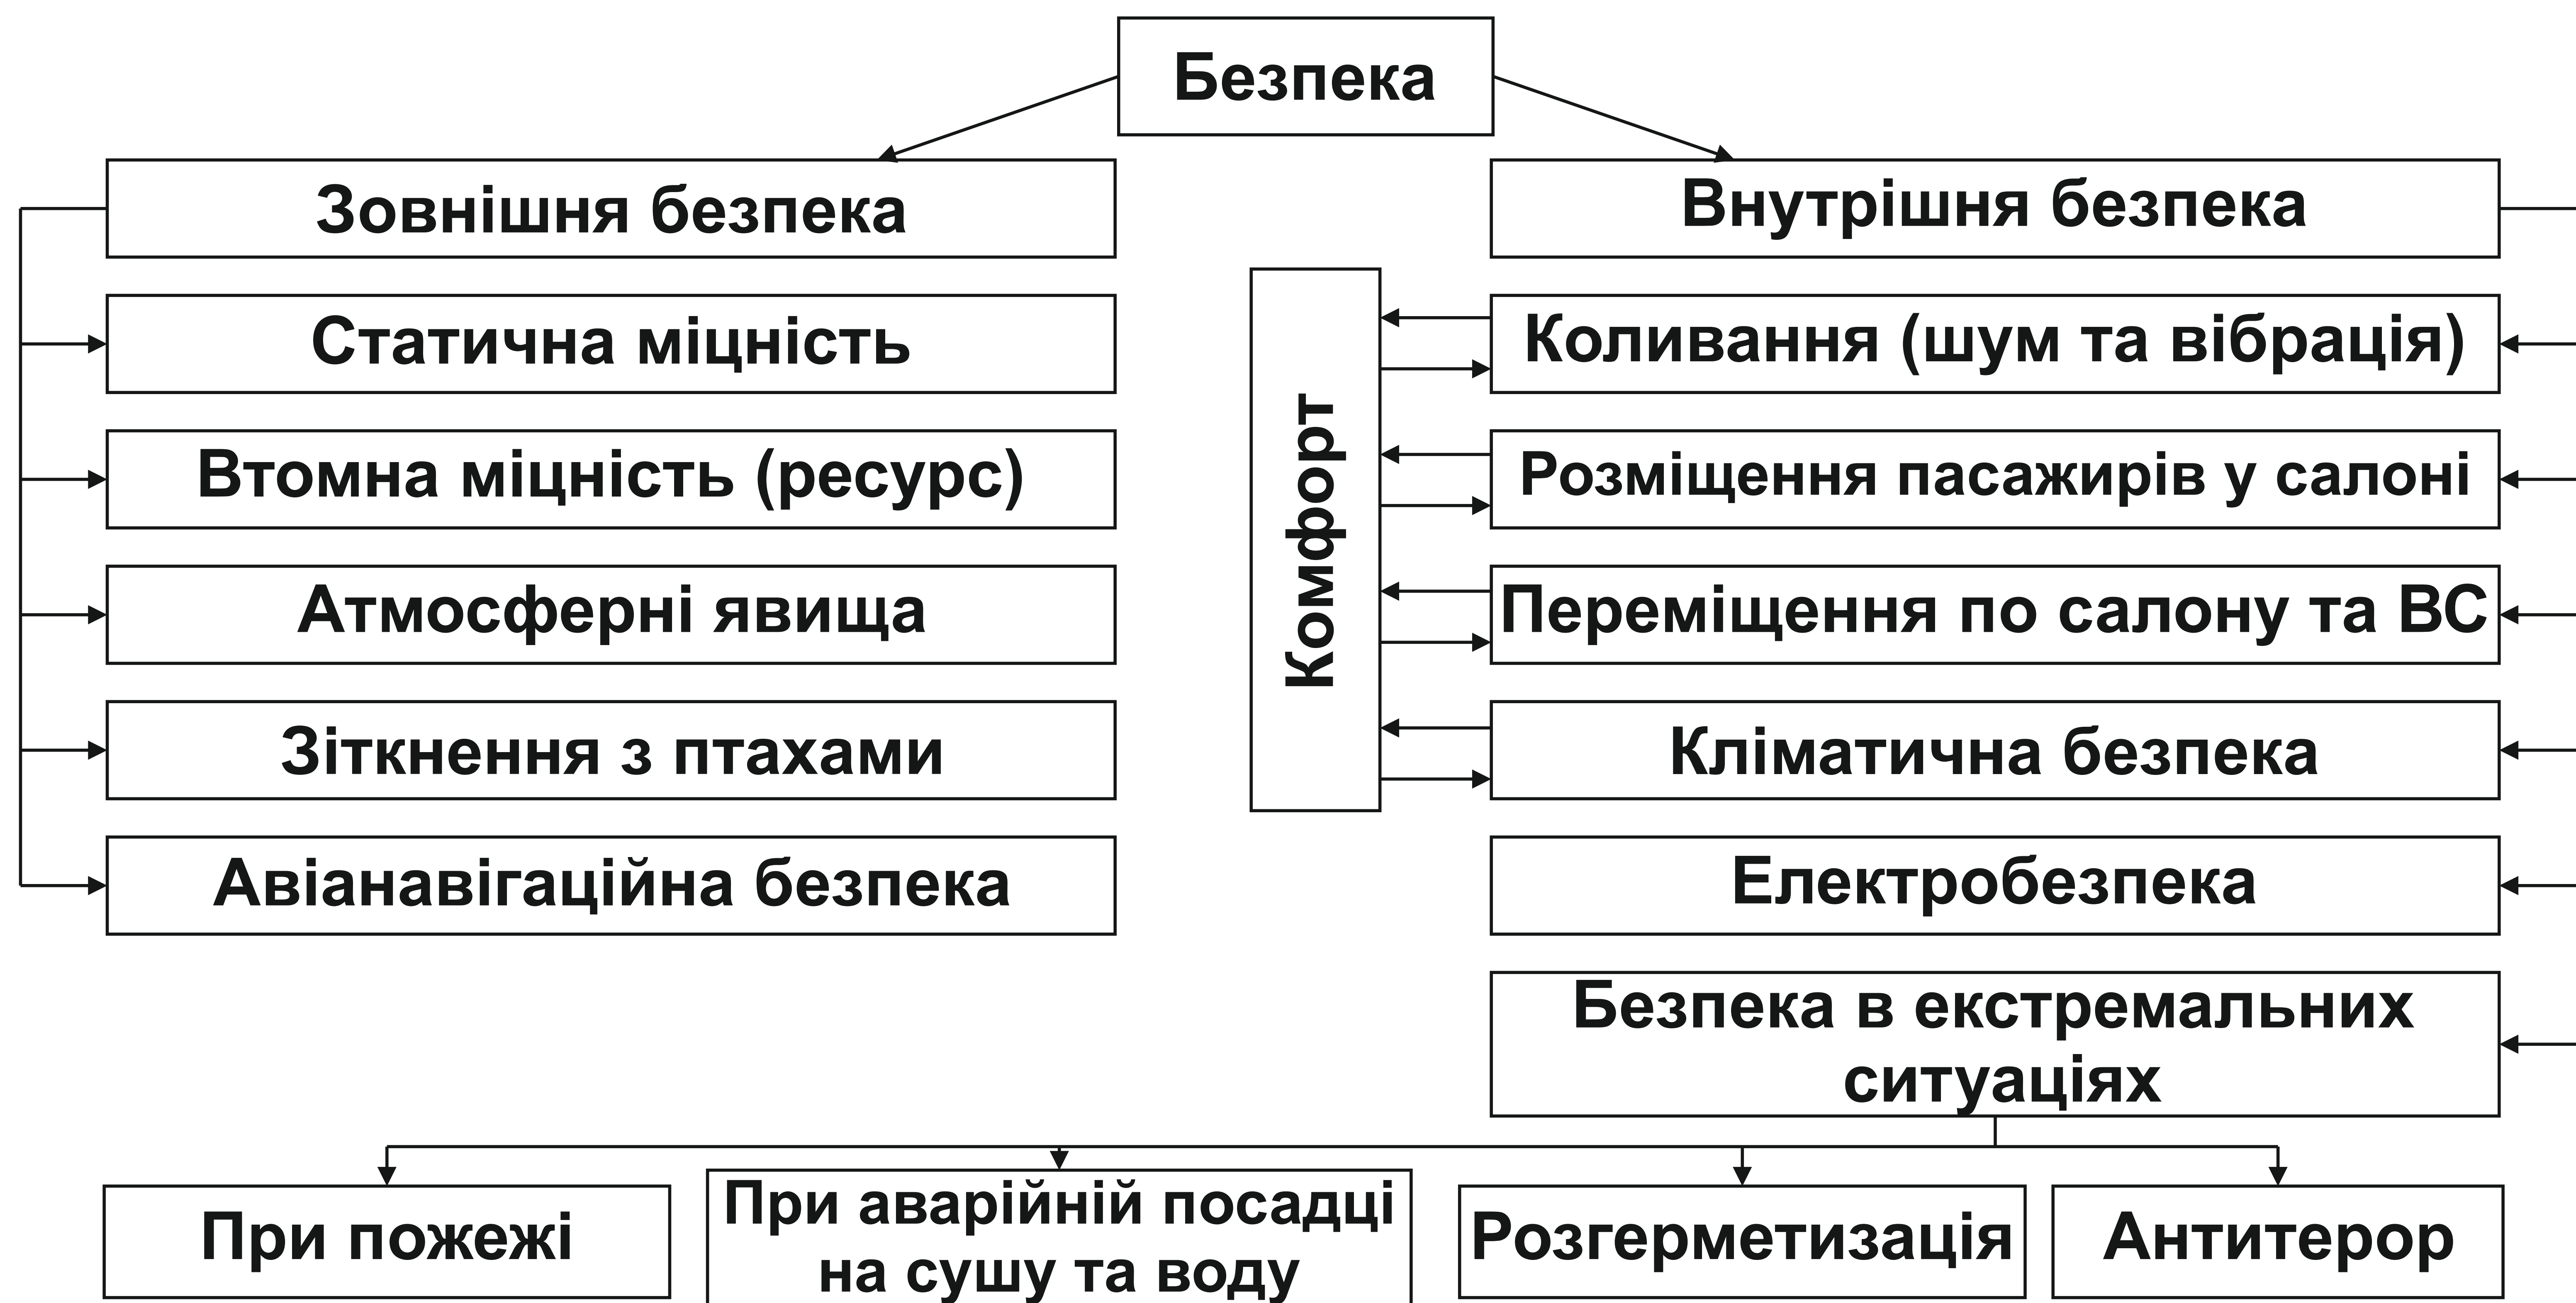 Безпека
Зовнішня безпека
Статична міцність
Втомна міцність (ресурс)
Атмосферні явища
Зіткнення з птахами
Авіанавігаційна безпека
Комфорт
Внутрішня безпека
Коливання (шум та вібрація)
Розміщення пасажирів у салоні
Переміщення по салону та ВС
Кліматична безпека
Електробезпека
Безпека в екстремальних
ситуаціях
При пожежі
При аварійній посадці
на сушу та воду
Розгерметизація
Антитерор